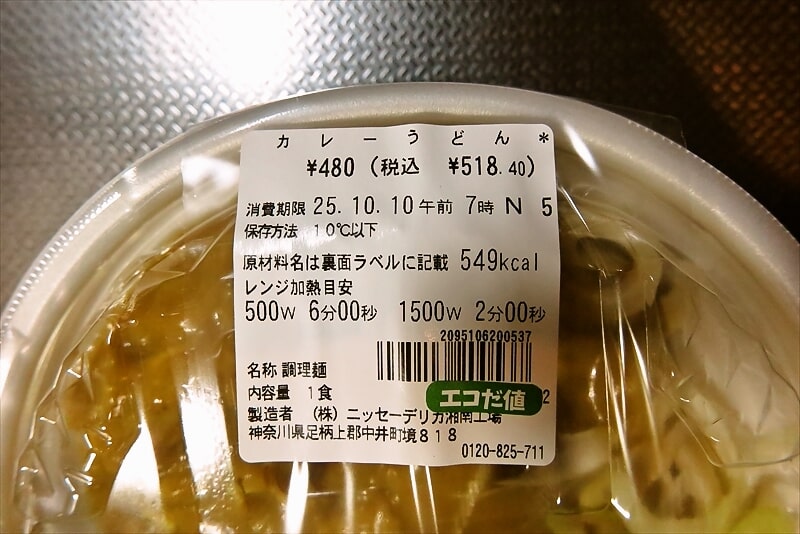 カレーうどん*
¥480(税込 ¥518.40)
消費期限 25.10.10午前 7時 N 5
保存方法 10℃以下
原材料名は裏面ラベルに記載 549kcal
レンジ加熱目安
500W 6分00秒 1500W 2分00秒
2095106200537
名称 調理麺
内容量 1食
エコだ値
2
製造者 (株)ニッセーデリカ湘南工場
神奈川県足柄上郡中井町境818
0120-825-711